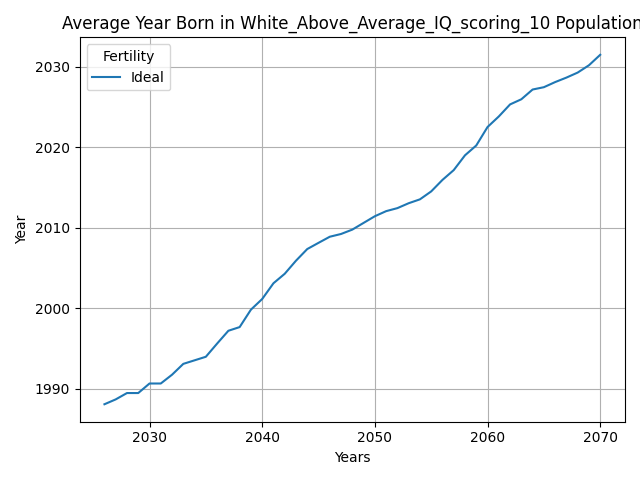 Average Year Born in White_Above_Average_IQ_scoring_10 Population
Fertility
Ideal
2030
2020
2010
2000
1990
Year
2030 2040 2050 2060 2070
Years